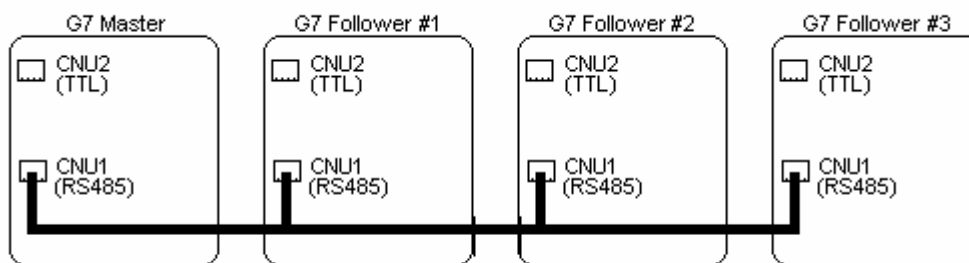 G7 Master
G7 Follower #1
G7 Follower #2
G7 Follower #3
CNU2
(TTL)
CNU2
(TTL)
CNU2
(TTL)
CNU2
(TTL)
CNU1
(RS485)
CNU1
(RS485)
CNU1
(RS485)
CNU1
(RS485)